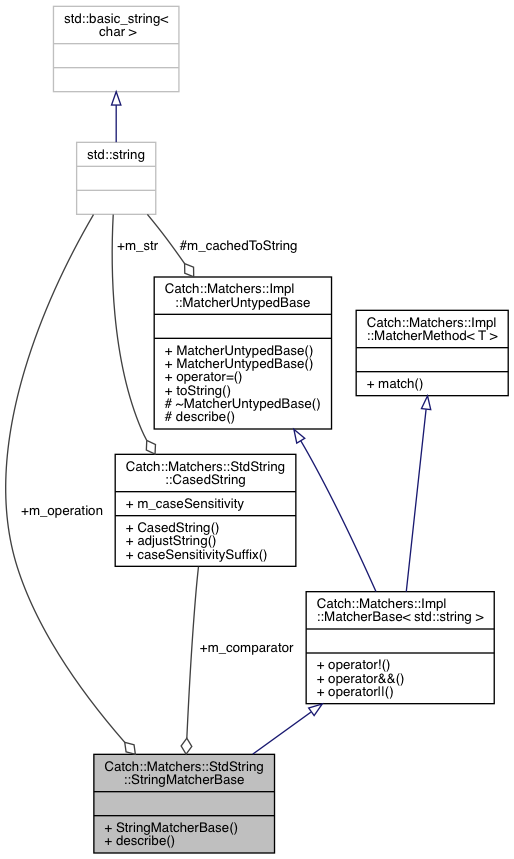 std::basic_string<
char >
std::string
+m_str
#m_cachedToString
Catch::Matchers::Impl
::MatcherUntypedBase
+ MatcherUntypedBase()
+ MatcherUntypedBase()
+ operator=()
+ toString()
# ~MatcherUntypedBase()
# describe()
Catch::Matchers::Impl
::MatcherMethod< T >
+ match()
Catch::Matchers::StdString
::CasedString
+ m_caseSensitivity
+ CasedString()
+ adjustString()
+ caseSensitivitySuffix()
+m_operation
Catch::Matchers::Impl
::MatcherBase< std::string >
+ operator!()
+ operator&&()
+ operator||()
+m_comparator
Catch::Matchers::StdString
::StringMatcherBase
+ StringMatcherBase()
+ describe()